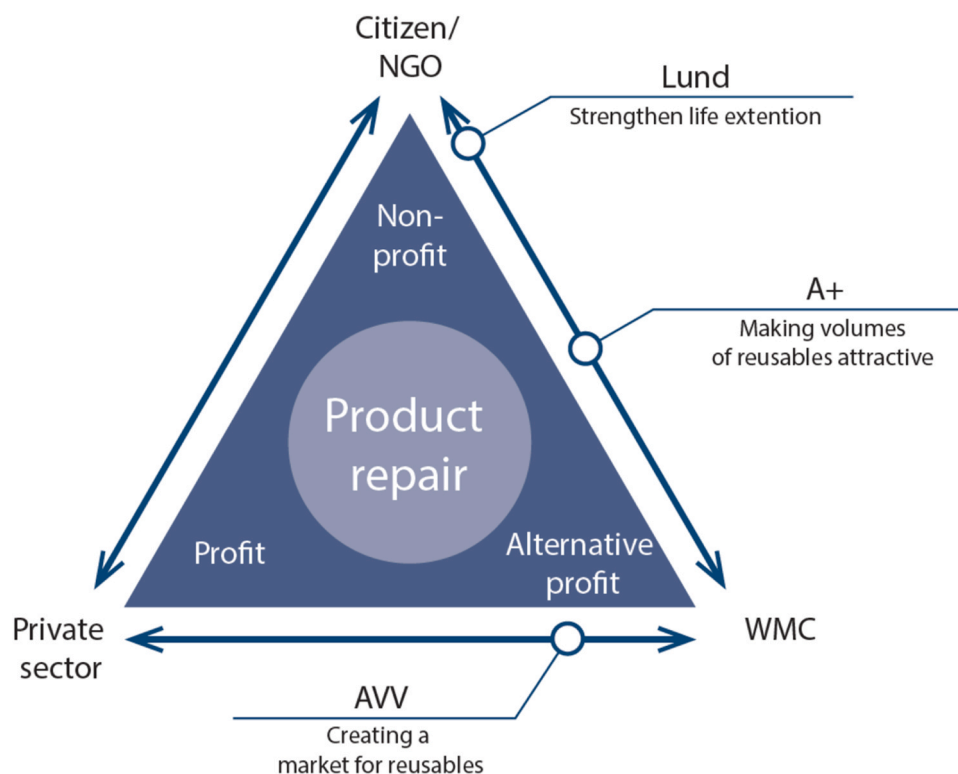 Citizen/
NGO
Lund
Strengthen life extention
Non-
profit
A+
Making volumes
of reusables attractive
Product
repair
Profit
Alternative
profit
Private
sector
WMC
AVV
Creating a
market for reusables